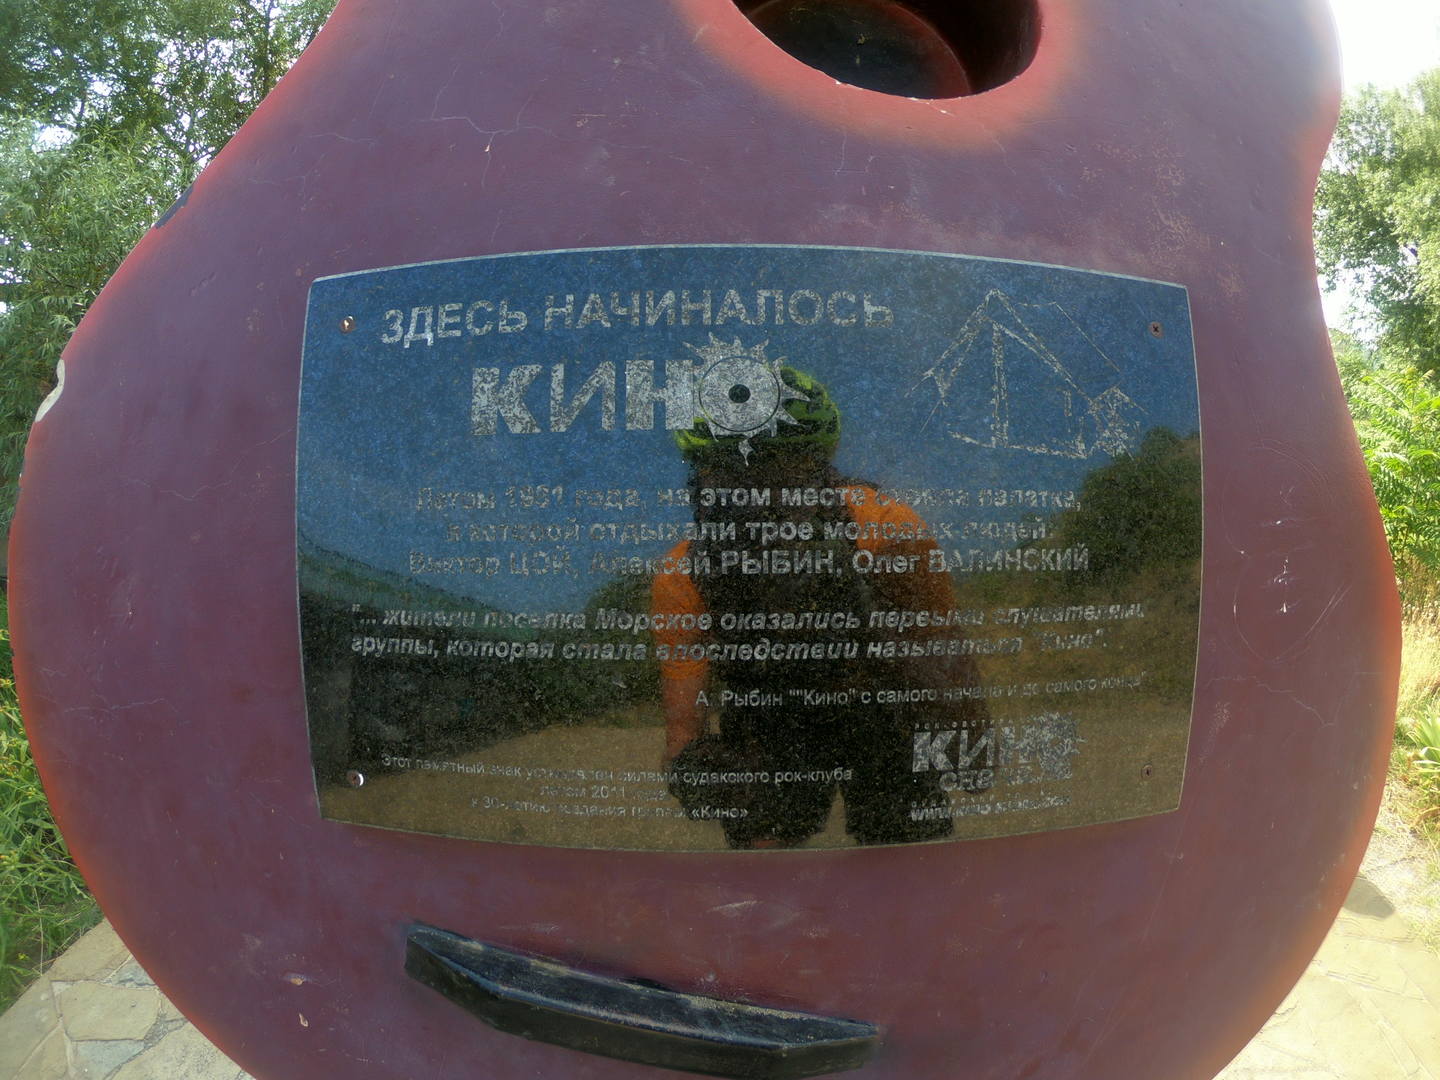 ЗДЕСЬ НАЧИНАЛОСЬ
КИНО
Летом 1981 года, на этом месте стояла палатка,
в которой отдыхали трое молодых людей:
Виктор ЦОЙ, Алексей РЫБИН, Олег ВАЛИНСКИЙ
"... жители поселка Морское оказались первыми слушателями
группы, которая стала впоследствии называться "Кино".
А. Рыбин ""Кино" с самого начала и до самого конца"
КИНО
Этот памятный знак установлен силами судакского рок-клуба
летом 2011 года
к 30-летию создания группы «Кино»